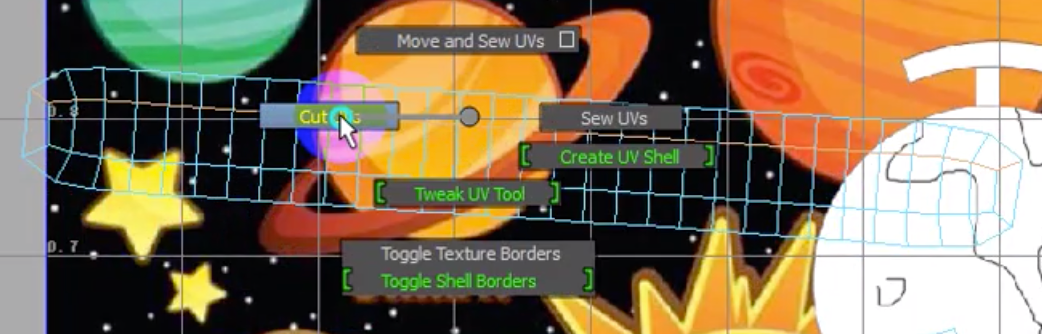 Move and Sew UVs
0.8
Cut
Sew UVs
Create UV Shell
Tweak UV Tool
0.7
Toggle Texture Borders
Toggle Shell Borders